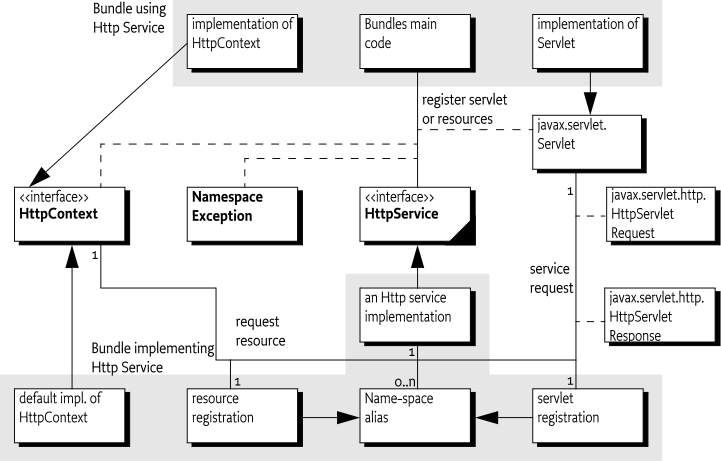 Bundle using
Http Service
implementation of
HttpContext
Bundles main
code
implementation of
Servlet
register servlet
or resources
javax.servlet.
Servlet
<<interface>>
HttpContext
Namespace
Exception
<<interface>>
HttpService
1
javax.servlet.http.
HttpServlet
Request
1
service
request
an Http service
implementation
javax.servlet.http.
HttpServlet
Response
request
resource
Bundle implementing
Http Service
1
1
0..n
1
default impl. of
HttpContext
resource
registration
Name-space
alias
servlet
registration